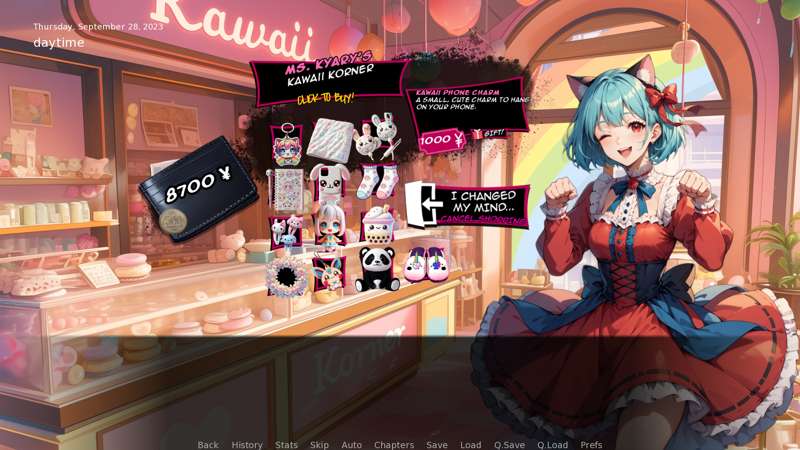 Thursday, September 28, 2023
daytime
Kawaii
MS. KYARY'S
KAWAII KORNER
CLICK TO BUY!
KAWAII PHONE CHARM
A SMALL, CUTE CHARM TO HANG
ON YOUR PHONE.
1000 ¥
GIFT!
8700 ¥
I CHANGED
MY MIND...
CANCEL SHOPPING
Korner
Back History Stats Skip Auto Chapters Save Load Q.Save Q.Load Prefs